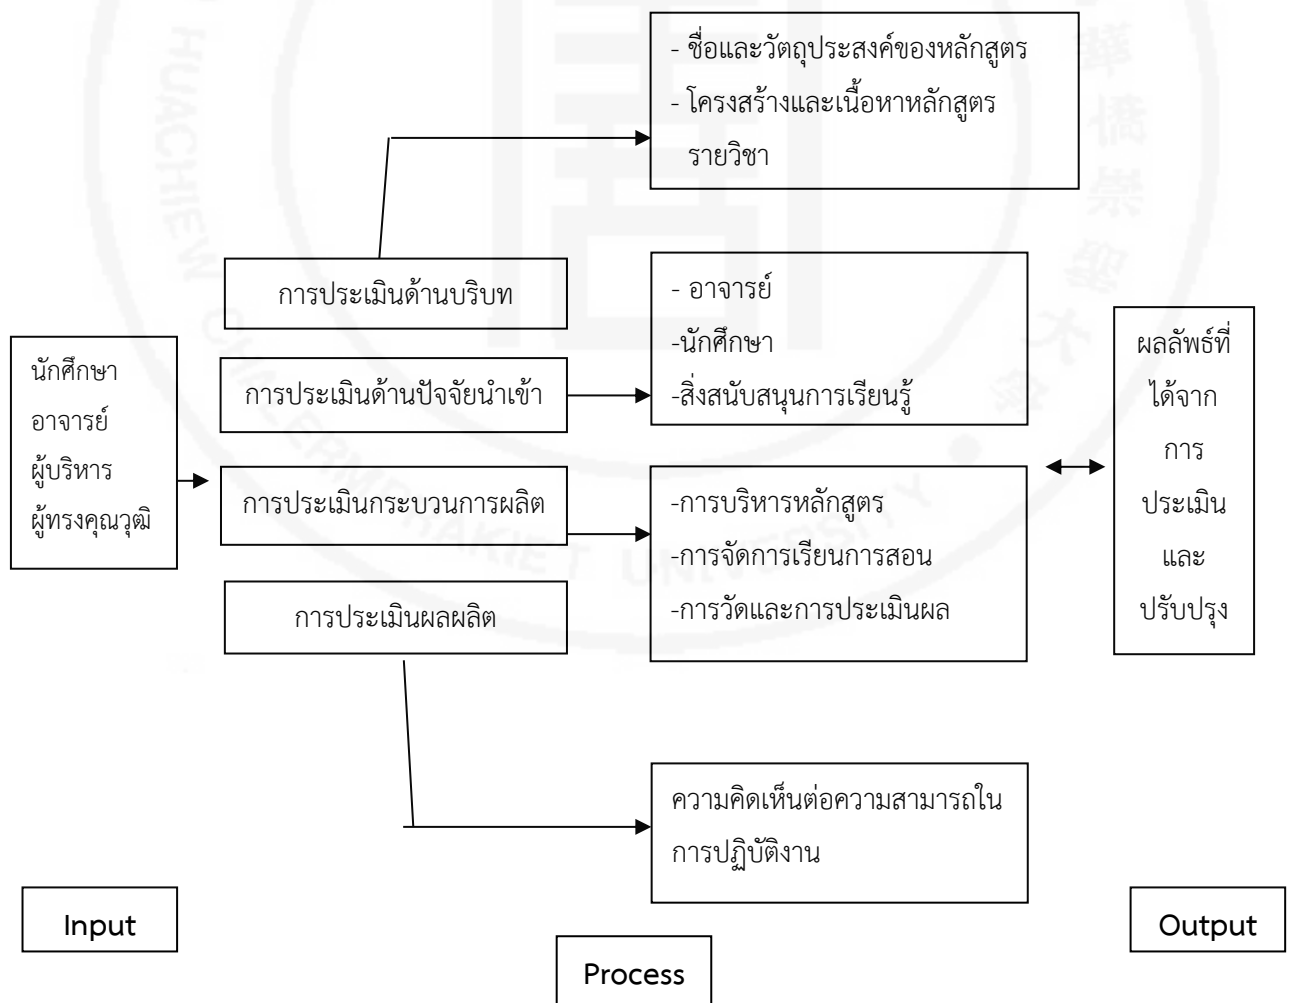 - ชื่อและวัตถุประสงค์ของหลักสูตร
- โครงสร้างและเนื้อหาหลักสูตร
รายวิชา
การประเมินด้านบริบท
- อาจารย์
-นักศึกษา
-สิ่งสนับสนุนการเรียนรู้
นักศึกษา
อาจารย์
ผู้บริหาร
ผู้ทรงคุณวุฒิ
การประเมินด้านปัจจัยนำเข้า
การประเมินกระบวนการผลิต
-การบริหารหลักสูตร
-การจัดการเรียนการสอน
-การวัดและการประเมินผล
การประเมินผลผลิต
ผลลัพธ์ที่
ได้จาก
การ
ประเมิน
และ
ปรับปรุง
ความคิดเห็นต่อความสามารถใน
การปฏิบัติงาน
Input
Process
Output
HUACHIEW CHALERMPRAKIET UNIVERSITY
華僑崇聖大學